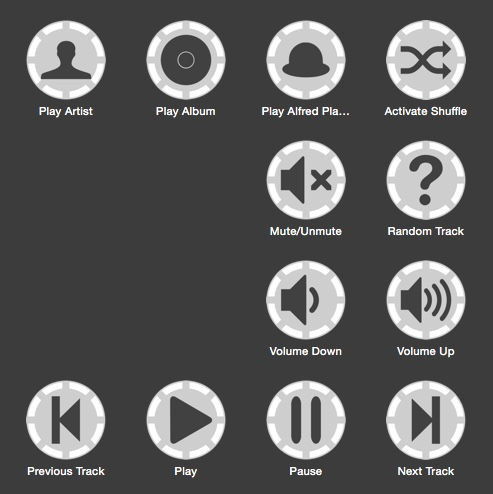 Play Artist
Play Album
Play Alfred Pla...
Activate Shuffle
Mute/Unmute
Random Track
Volume Down
Volume Up
Previous Track
Play
Pause
Next Track